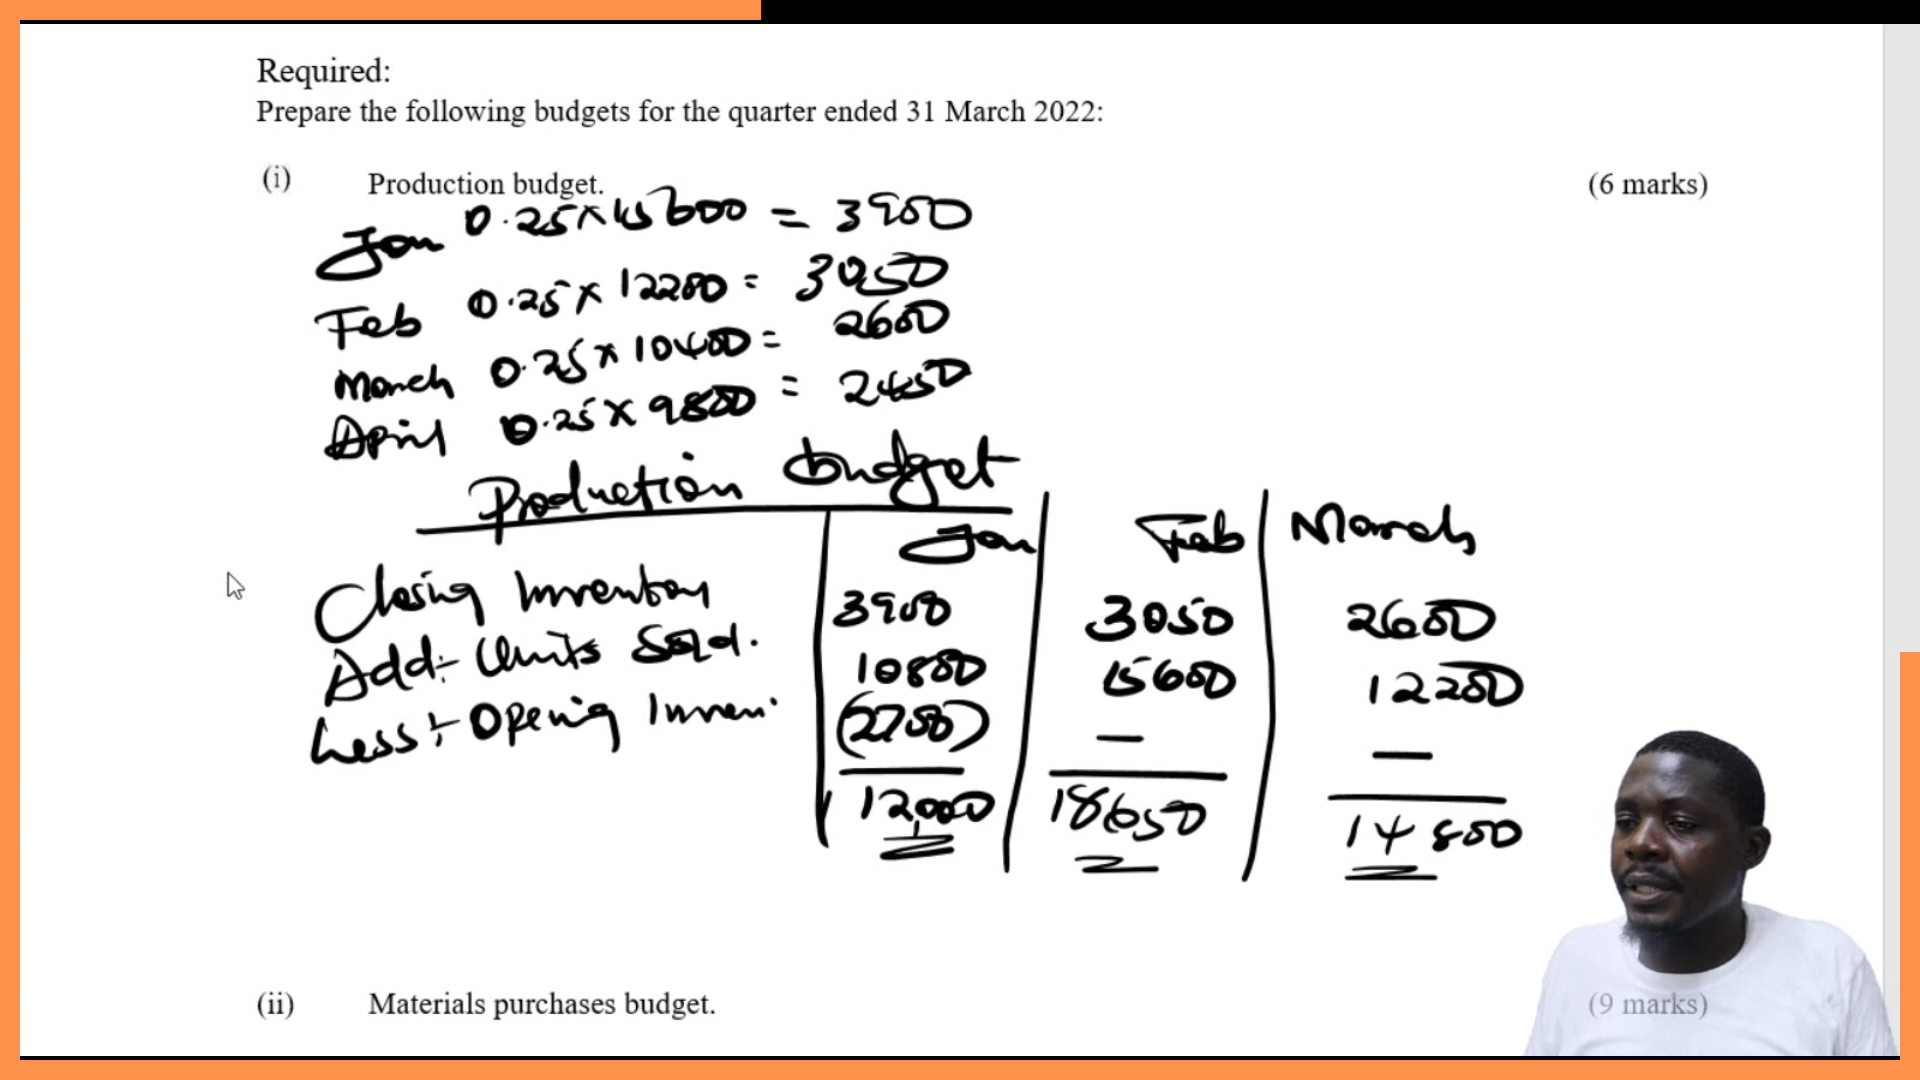 Required:
Prepare the following budgets for the quarter ended 31 March 2022:
(i) Production budget. (6 marks)
Jan 0.25 x 15600 = 3900
Feb 0.25 x 12200 = 3050
March 0.25 x 10400 = 2600
April 0.25 x 9800 = 2450
Production budget
Jan Feb March
Closing Inventory 3900 3050 2600
Add:- Units Sold. 10800 15600 12200
Less:- Opening Inven. (2700) — —
12,000 18650 14800
(ii) Materials purchases budget. (9 marks)